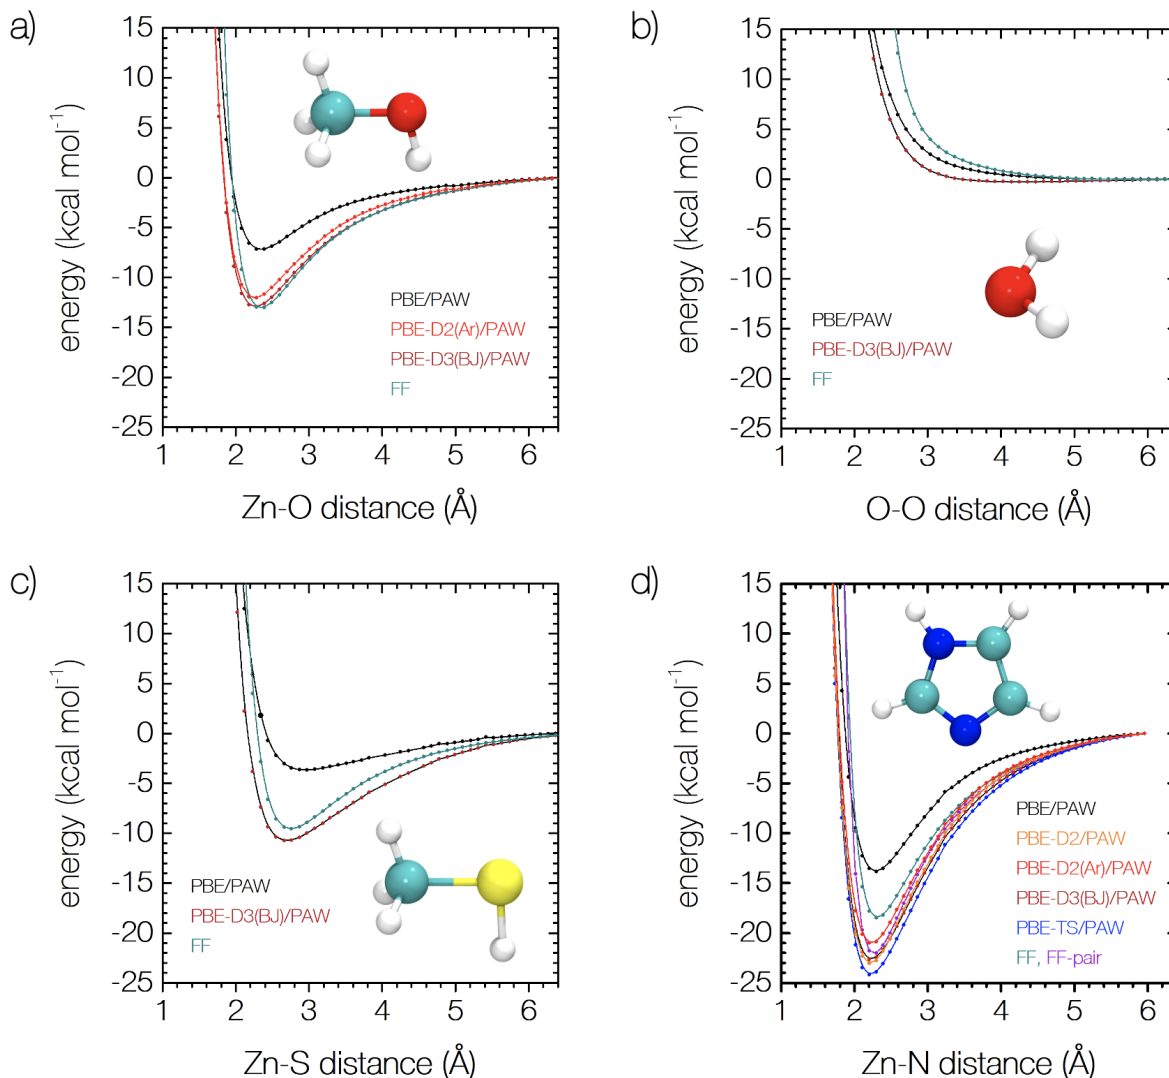 a)
energy (kcal mol⁻¹)
15
10
5
0
-5
-10
-15
-20
-25
PBE/PAW
PBE-D2(Ar)/PAW
PBE-D3(BJ)/PAW
FF
1 2 3 4 5 6
Zn-O distance (Å)
b)
energy (kcal mol⁻¹)
15
10
5
0
-5
-10
-15
-20
-25
PBE/PAW
PBE-D3(BJ)/PAW
FF
1 2 3 4 5 6
O-O distance (Å)
c)
energy (kcal mol⁻¹)
15
10
5
0
-5
-10
-15
-20
-25
PBE/PAW
PBE-D3(BJ)/PAW
FF
1 2 3 4 5 6
Zn-S distance (Å)
d)
energy (kcal mol⁻¹)
15
10
5
0
-5
-10
-15
-20
-25
PBE/PAW
PBE-D2/PAW
PBE-D2(Ar)/PAW
PBE-D3(BJ)/PAW
PBE-TS/PAW
FF, FF-pair
1 2 3 4 5 6
Zn-N distance (Å)